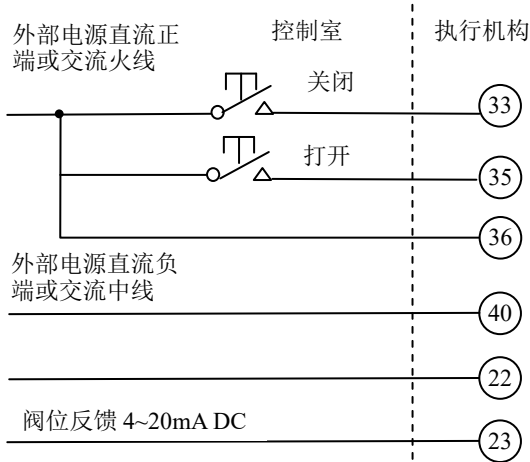 外部电源直流正
端或交流火线
控制室
执行机构
关闭
33
打开
35
36
外部电源直流负
端或交流中线
40
22
阀位反馈 4~20mA DC
23